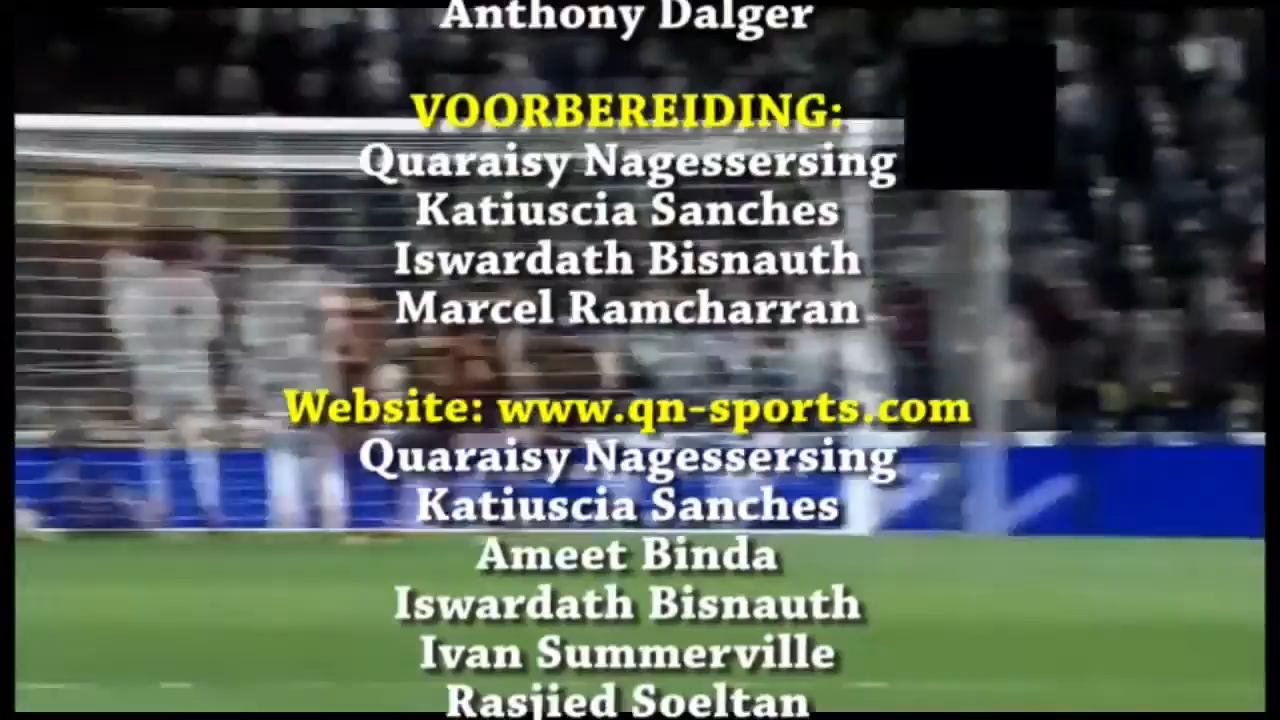 Anthony Dalger
VOORBEREIDING:
Quaraisy Nagessersing
Katiuscia Sanches
Iswardath Bisnauth
Marcel Ramcharran
Website: www.qn-sports.com
Quaraisy Nagessersing
Katiuscia Sanches
Ameet Binda
Iswardath Bisnauth
Ivan Summerville
Rasjied Soeltan